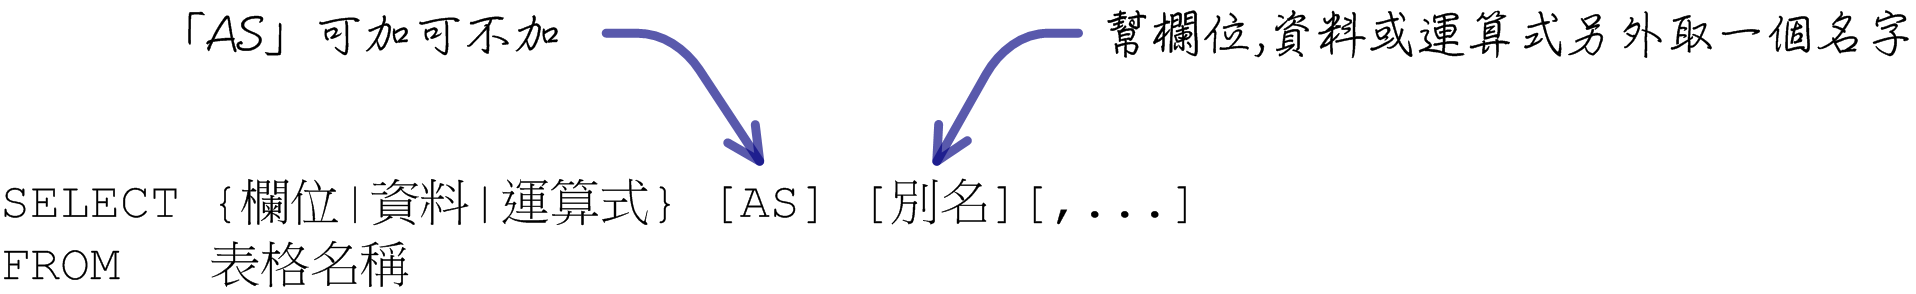 「AS」可加可不加
幫欄位,資料或運算式另外取一個名字
SELECT {欄位|資料|運算式} [AS] [別名][,...]
FROM 表格名稱